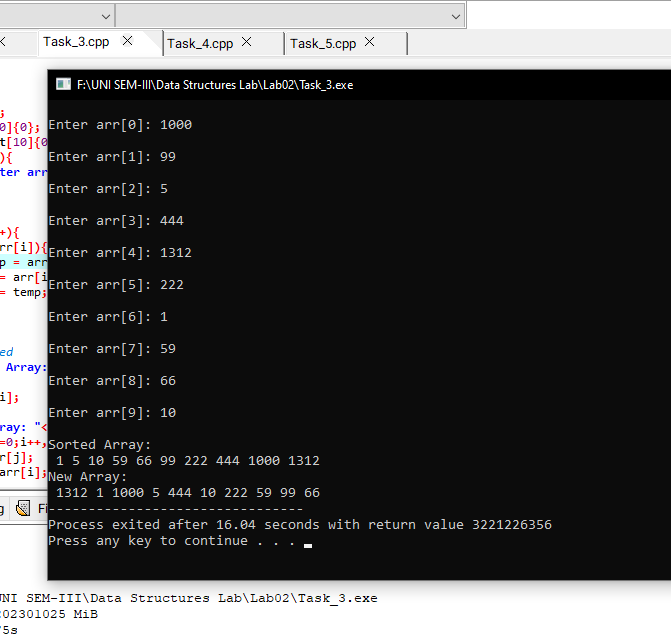 Task_3.cpp
Task_4.cpp
Task_5.cpp
F:\UNI SEM-III\Data Structures Lab\Lab02\Task_3.exe
;
0]{0};
t[10]{0
){
ter arr
Enter arr[0]: 1000
Enter arr[1]: 99
Enter arr[2]: 5
Enter arr[3]: 444
+){
Enter arr[4]: 1312
rr[i]){
p = arr
= arr[i
= temp;
Enter arr[5]: 222
Enter arr[6]: 1
Enter arr[7]: 59
ed
Array:
Enter arr[8]: 66
i];
Enter arr[9]: 10
ray: "<
=0;i++,
r[j];
arr[i];
Sorted Array:
1 5 10 59 66 99 222 444 1000 1312
New Array:
1312 1 1000 5 444 10 222 59 99 66
--------------------------------
Process exited after 16.04 seconds with return value 3221226356
Press any key to continue . . .
g
Fi
UNI SEM-III\Data Structures Lab\Lab02\Task_3.exe
202301025 MiB
75s